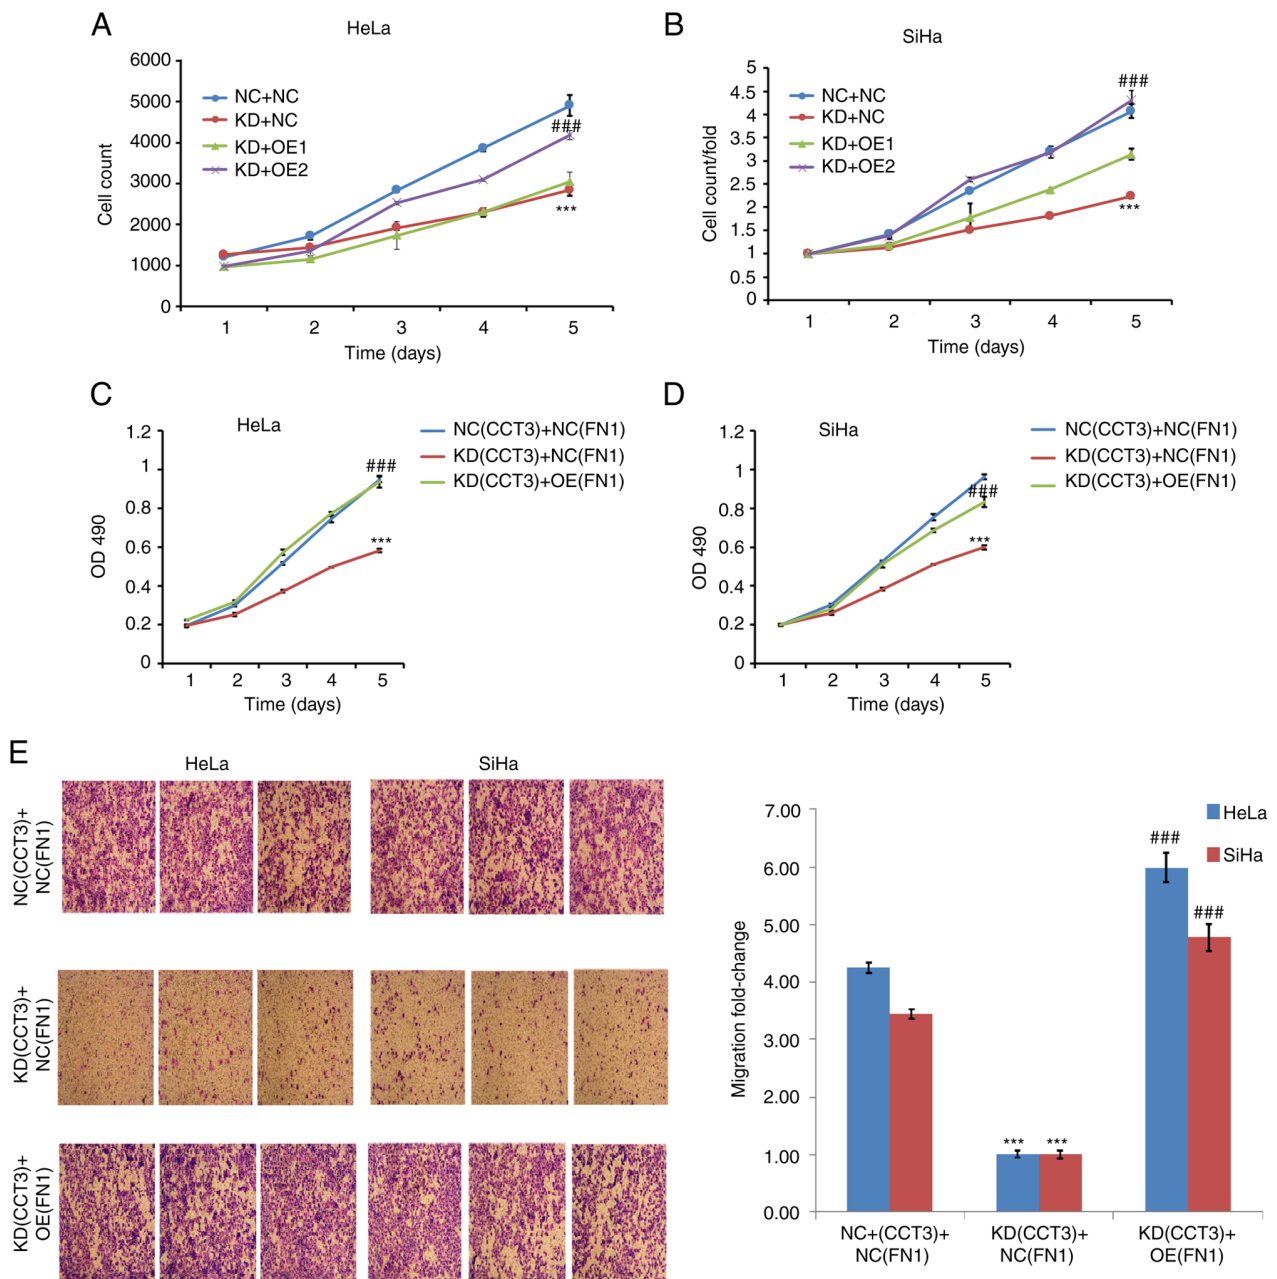 A
HeLa
6000
5000
4000
3000
2000
1000
0
Cell count
NC+NC
KD+NC
KD+OE1
KD+OE2
###
***
1 2 3 4 5
Time (days)
B
SiHa
5
4.5
4
3.5
3
2.5
2
1.5
1
0.5
0
Cell count/fold
NC+NC
KD+NC
KD+OE1
KD+OE2
###
***
1 2 3 4 5
Time (days)
C
HeLa
1.2
1
0.8
0.6
0.4
0.2
0
OD 490
NC(CCT3)+NC(FN1)
KD(CCT3)+NC(FN1)
KD(CCT3)+OE(FN1)
###
***
1 2 3 4 5
Time (days)
D
SiHa
1.2
1
0.8
0.6
0.4
0.2
0
OD 490
NC(CCT3)+NC(FN1)
KD(CCT3)+NC(FN1)
KD(CCT3)+OE(FN1)
###
***
1 2 3 4 5
Time (days)
E
HeLa
SiHa
NC(CCT3)+
NC(FN1)
KD(CCT3)+
NC(FN1)
KD(CCT3)+
OE(FN1)
7.00
6.00
5.00
4.00
3.00
2.00
1.00
0.00
Migration fold-change
HeLa
SiHa
###
###
*** ***
NC+(CCT3)+
NC(FN1)
KD(CCT3)+
NC(FN1)
KD(CCT3)+
OE(FN1)